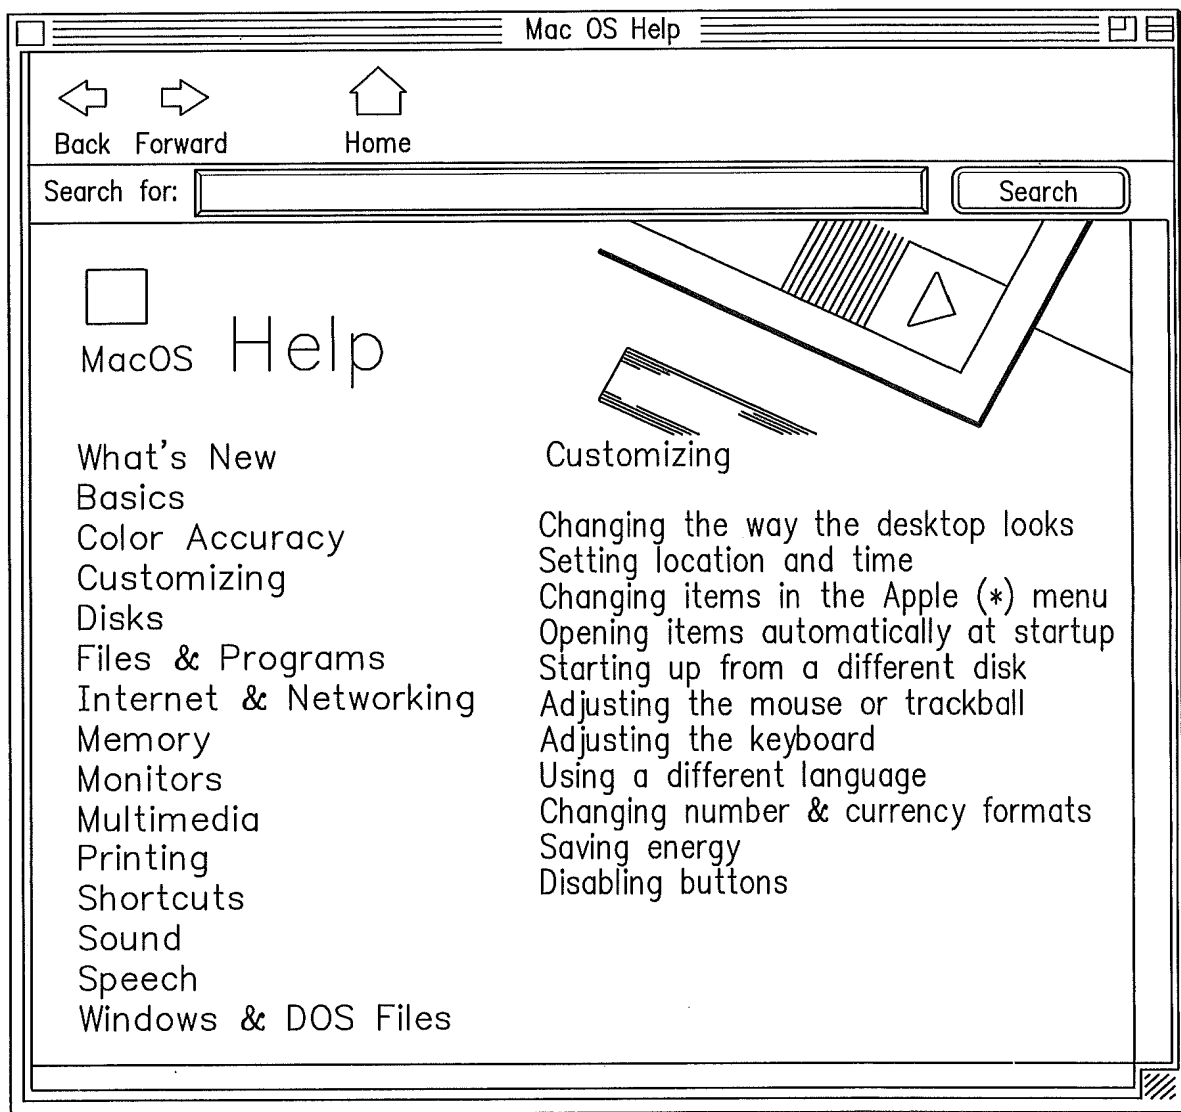 Mac OS Help
Back Forward Home
Search for: Search
MacOS Help
What's New
Basics
Color Accuracy
Customizing
Disks
Files & Programs
Internet & Networking
Memory
Monitors
Multimedia
Printing
Shortcuts
Sound
Speech
Windows & DOS Files
Customizing
Changing the way the desktop looks
Setting location and time
Changing items in the Apple (*) menu
Opening items automatically at startup
Starting up from a different disk
Adjusting the mouse or trackball
Adjusting the keyboard
Using a different language
Changing number & currency formats
Saving energy
Disabling buttons